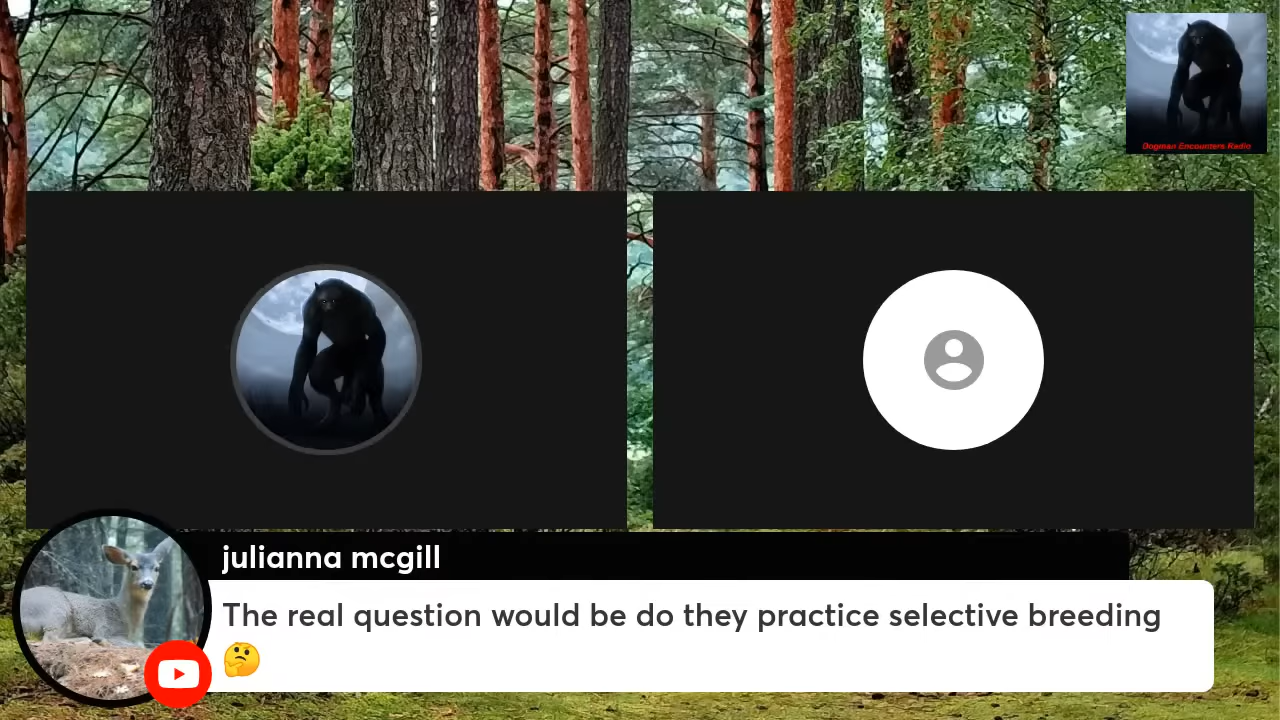 Dogman Encounters Radio
julianna mcgill
The real question would be do they practice selective breeding
🤔